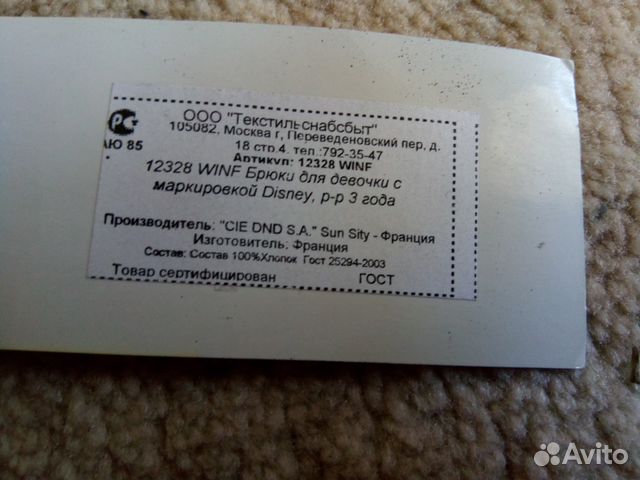 ООО "Текстильснабсбыт"
105082, Москва г, Переведеновский пер, д.
18 стр.4. тел.:792-35-47
Артикул: 12328 WINF
РС
АЮ 85
12328 WINF Брюки для девочки с
маркировкой Disney, р-р 3 года
Производитель: "CIE DND S.A." Sun Sity - Франция
Изготовитель: Франция
Состав: Состав 100%Хлопок Гост 25294-2003
Товар сертифицирован ГОСТ
Avito